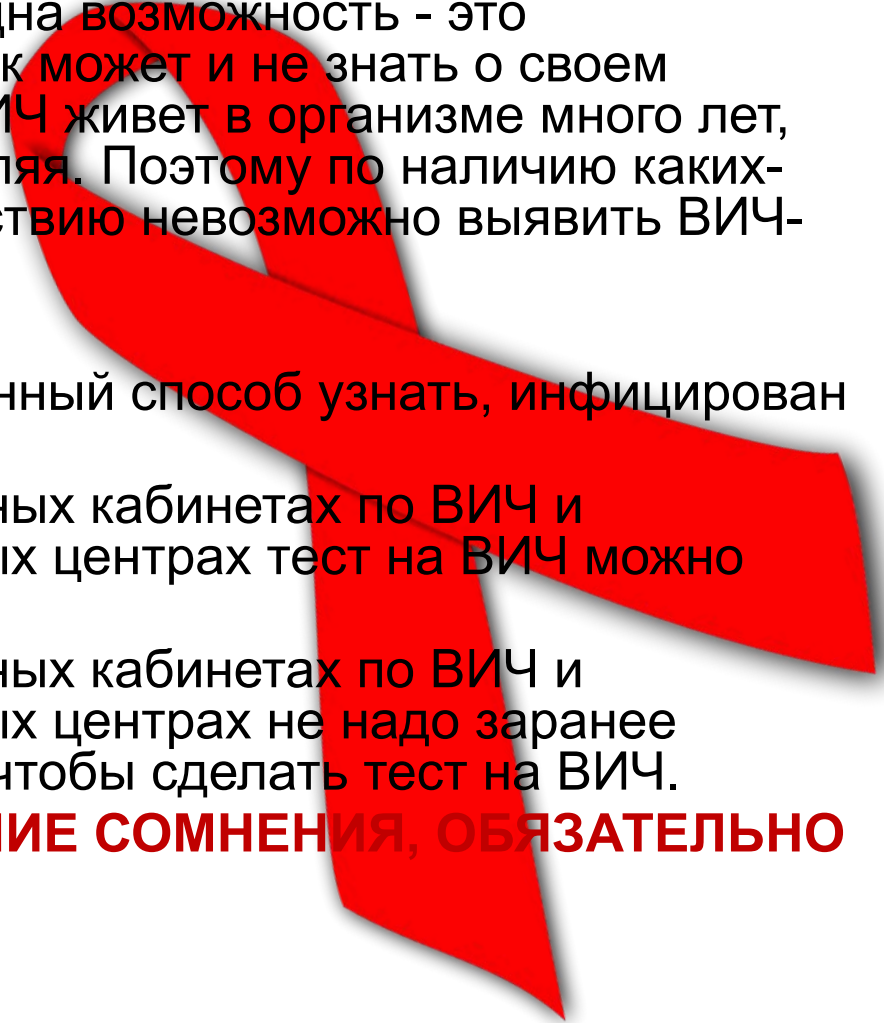 дна возможность - это
к может и не знать о своем
ИЧ живет в организме много лет,
ляя. Поэтому по наличию каких-
ствию невозможно выявить ВИЧ-
нный способ узнать, инфицирован
ных кабинетах по ВИЧ и
ых центрах тест на ВИЧ можно
ных кабинетах по ВИЧ и
ых центрах не надо заранее
чтобы сделать тест на ВИЧ.
НИЕ СОМНЕНИЯ, ОБЯЗАТЕЛЬНО